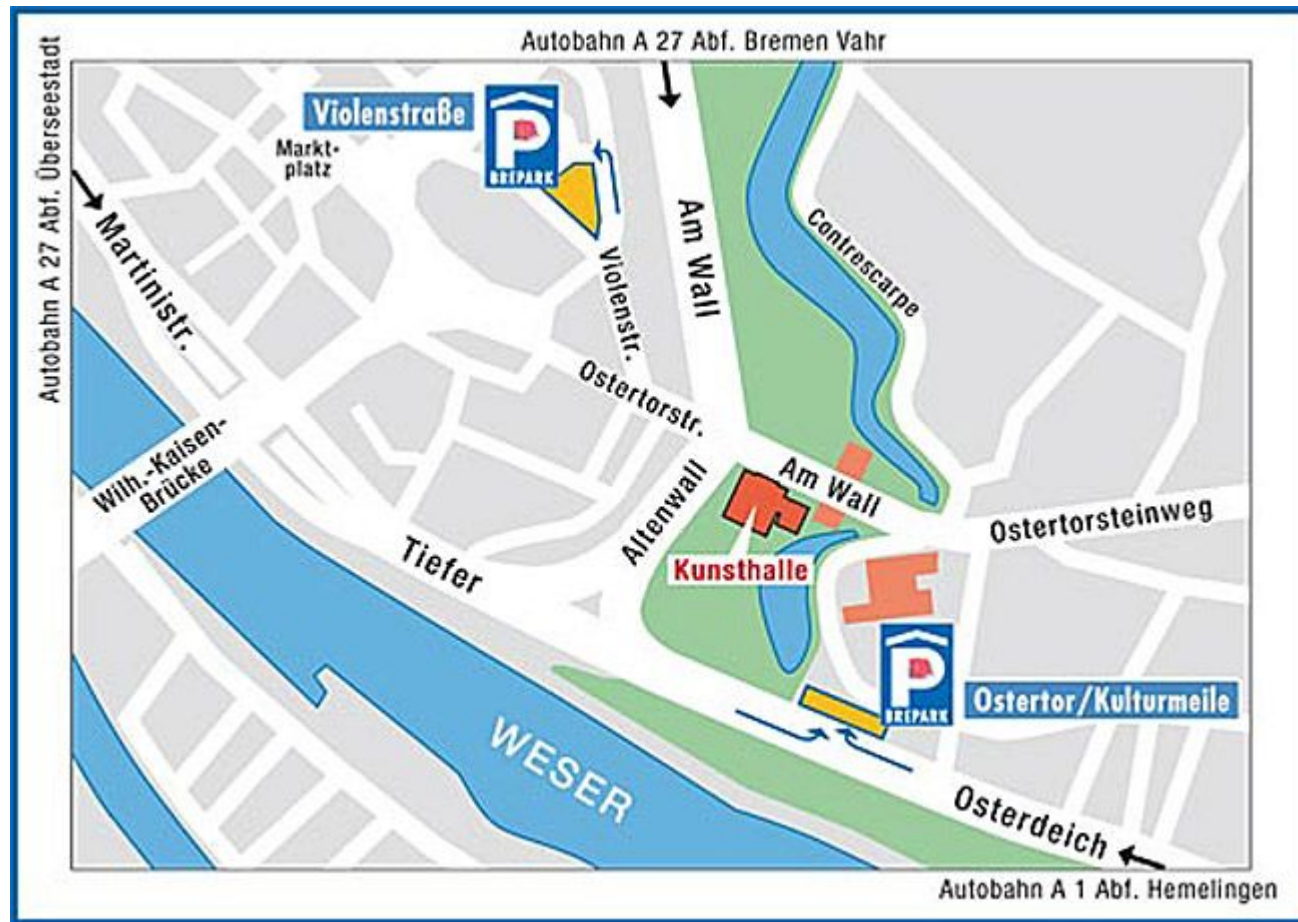 Autobahn A 27 Abf. Bremen Vahr
Autobahn A 27 Abf. Überseestadt
Violenstraße
P
BREPARK
Markt-
platz
Martinistr.
Am Wall
Contrescarpe
Violenstr.
Ostertorstr.
Wilh.-Kaisen-
Brücke
Altenwall
Am Wall
Ostertorsteinweg
Tiefer
Kunsthalle
P
BREPARK
Ostertor/Kulturmeile
WESER
Osterdeich
Autobahn A 1 Abf. Hemelingen